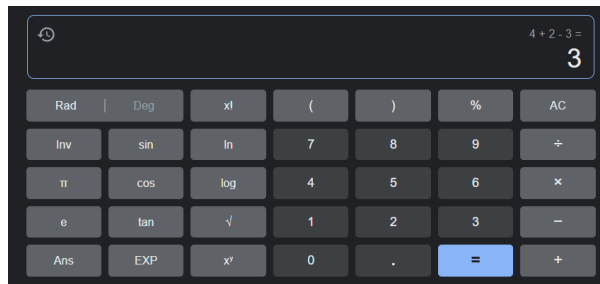 4 + 2 - 3 =
3
Rad | Deg x! ( ) % AC
Inv sin ln 7 8 9 ÷
π cos log 4 5 6 ×
e tan √ 1 2 3 −
Ans EXP xʸ 0 . = +